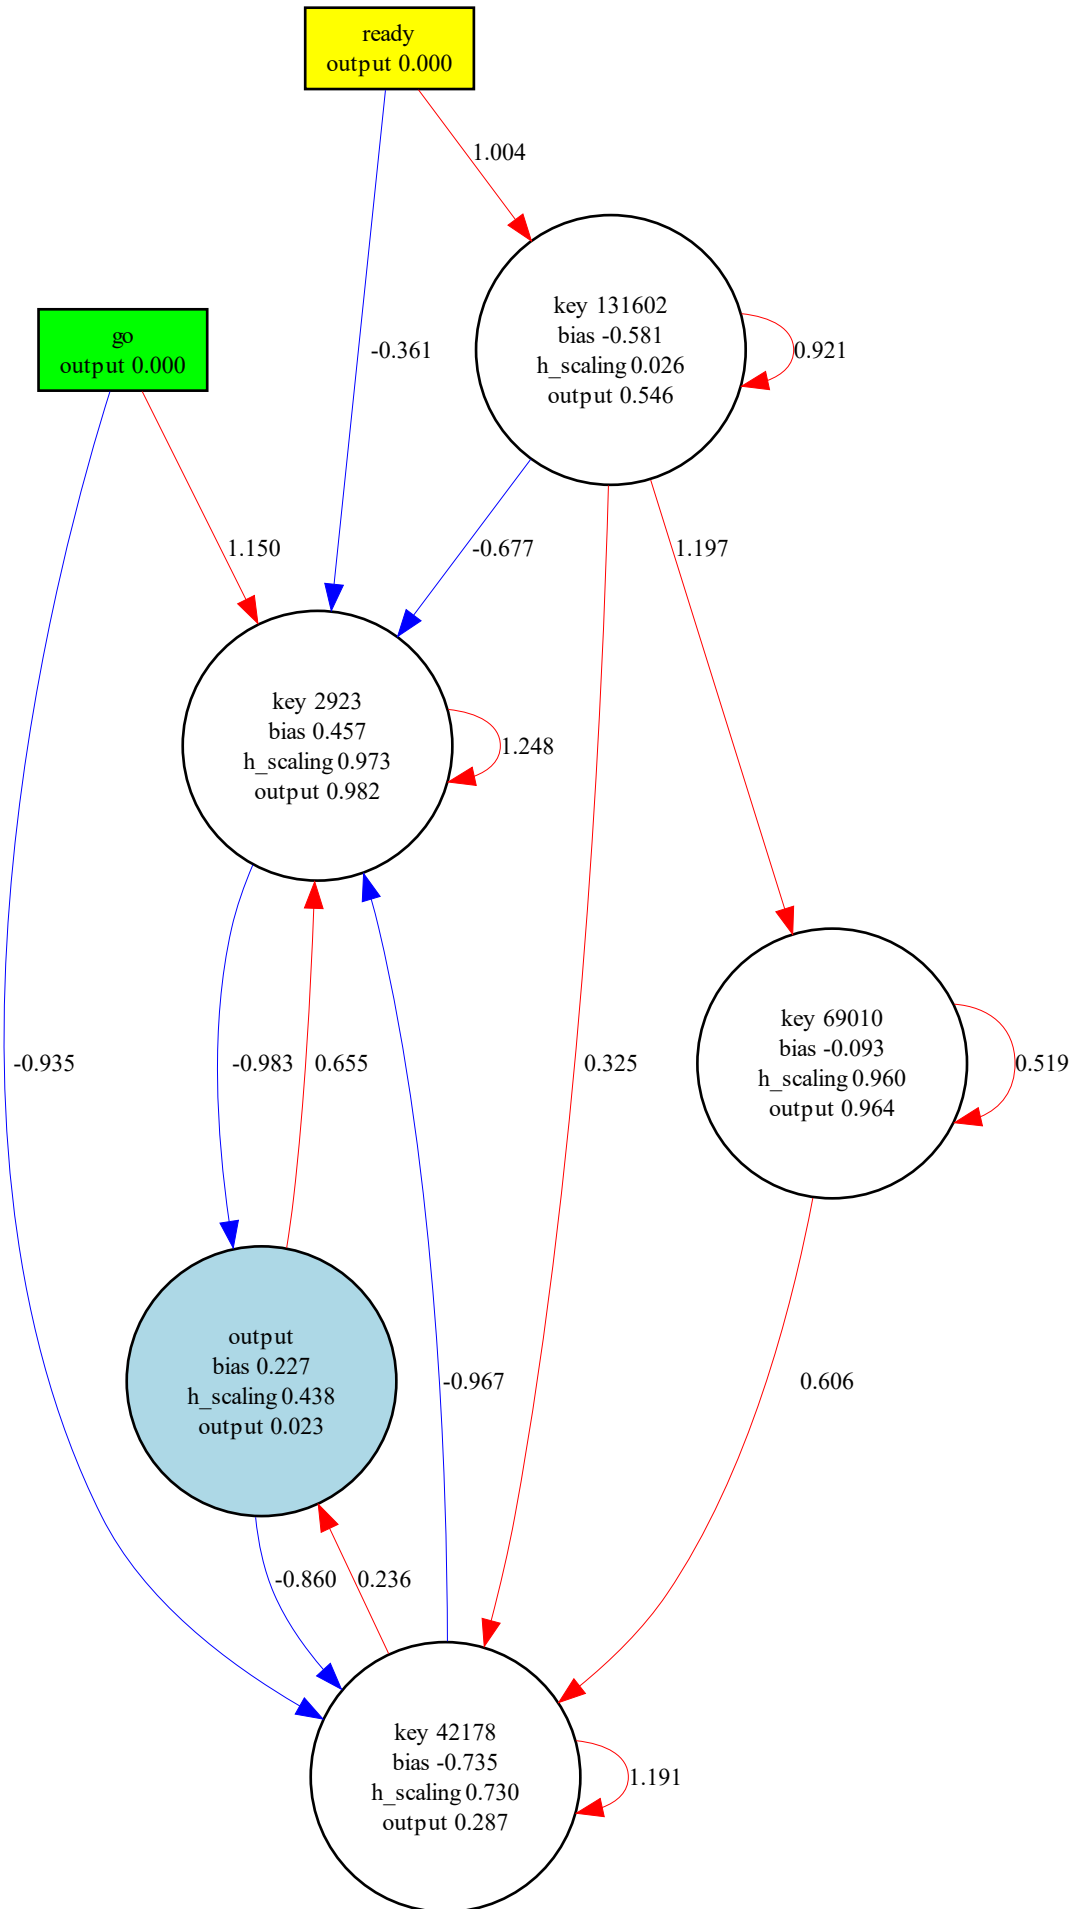 ready
output 0.000
1.004
key 131602
bias -0.581
h_scaling 0.026
output 0.546
0.921
go
output 0.000
-0.361
1.150
-0.677
1.197
key 2923
bias 0.457
h_scaling 0.973
output 0.982
1.248
key 69010
bias -0.093
h_scaling 0.960
output 0.964
0.519
-0.935
-0.983
0.655
0.325
output
bias 0.227
h_scaling 0.438
output 0.023
-0.967
0.606
-0.860
0.236
key 42178
bias -0.735
h_scaling 0.730
output 0.287
1.191